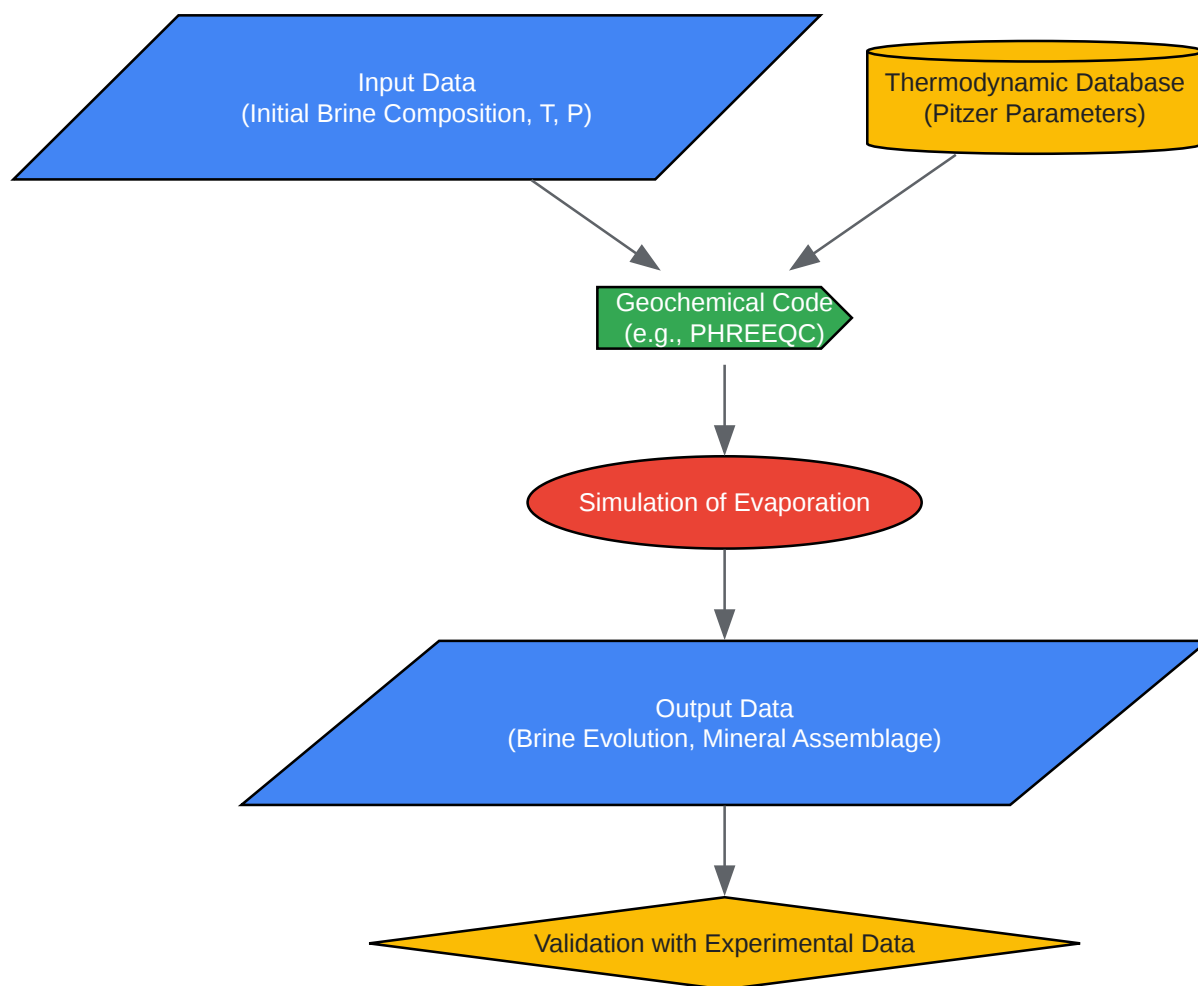 Input Data
(Initial Brine Composition, T, P)
Thermodynamic Database
(Pitzer Parameters)
Geochemical Code
(e.g., PHREEQC)
Simulation of Evaporation
Output Data
(Brine Evolution, Mineral Assemblage)
Validation with Experimental Data